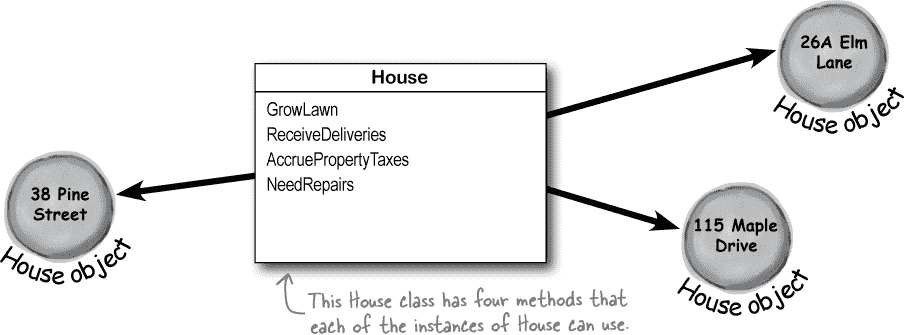 House
GrowLawn
ReceiveDeliveries
AccruePropertyTaxes
NeedRepairs
38 Pine
Street
House object
26A Elm
Lane
House object
115 Maple
Drive
House object
This House class has four methods that
each of the instances of House can use.